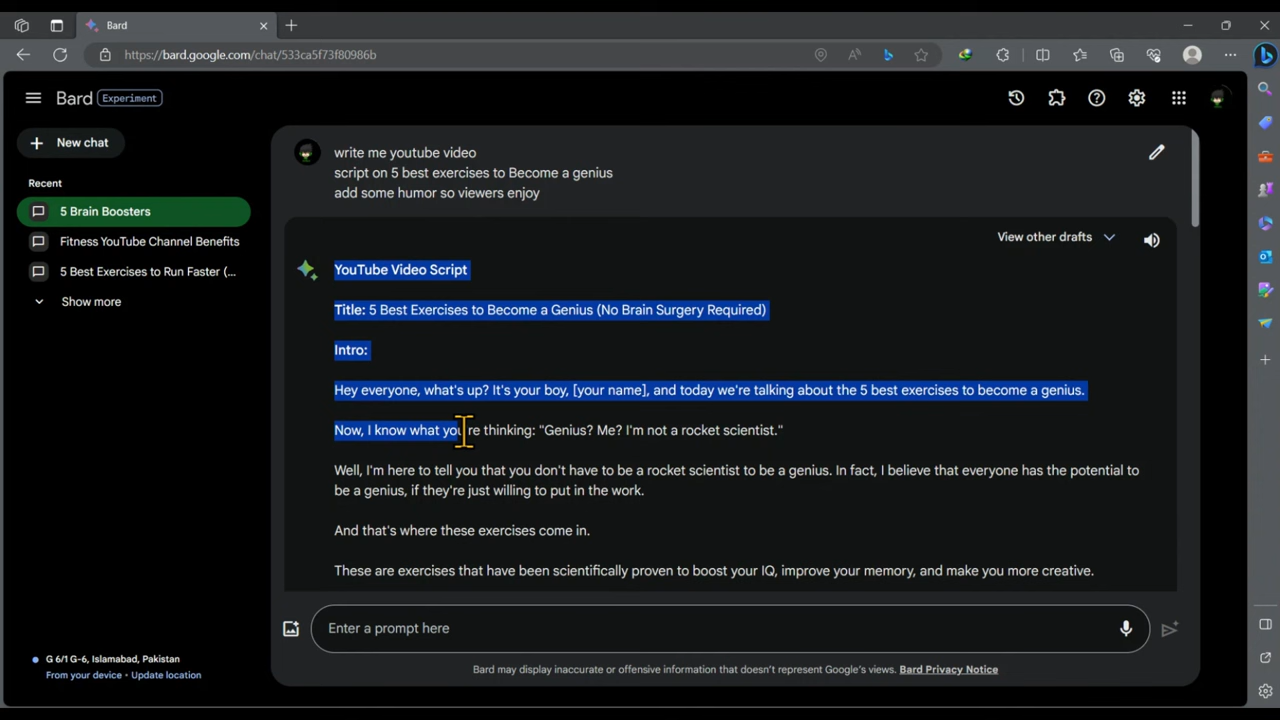 Bard
https://bard.google.com/chat/533ca5f73f80986b
Bard Experiment
New chat
Recent
5 Brain Boosters
Fitness YouTube Channel Benefits
5 Best Exercises to Run Faster (...
Show more
G 6/1 G-6, Islamabad, Pakistan
From your device • Update location
write me youtube video
script on 5 best exercises to Become a genius
add some humor so viewers enjoy
View other drafts
YouTube Video Script
Title: 5 Best Exercises to Become a Genius (No Brain Surgery Required)
Intro:
Hey everyone, what's up? It's your boy, [your name], and today we're talking about the 5 best exercises to become a genius.
Now, I know what you're thinking: "Genius? Me? I'm not a rocket scientist."
Well, I'm here to tell you that you don't have to be a rocket scientist to be a genius. In fact, I believe that everyone has the potential to
be a genius, if they're just willing to put in the work.
And that's where these exercises come in.
These are exercises that have been scientifically proven to boost your IQ, improve your memory, and make you more creative.
Enter a prompt here
Bard may display inaccurate or offensive information that doesn't represent Google's views. Bard Privacy Notice